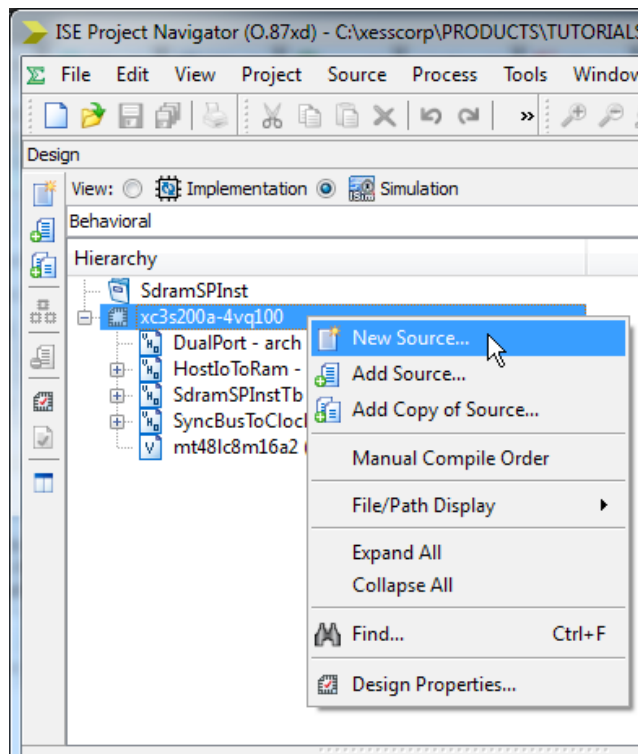 ISE Project Navigator (O.87xd) - C:\xesscorp\PRODUCTS\TUTORIALS
File Edit View Project Source Process Tools Window
»
Design
View: Implementation Simulation
Behavioral
Hierarchy
SdramSPInst
xc3s200a-4vq100
DualPort - arch
HostIoToRam -
SdramSPInstTb
SyncBusToClock
mt48lc8m16a2 (
New Source...
Add Source...
Add Copy of Source...
Manual Compile Order
File/Path Display
Expand All
Collapse All
Find... Ctrl+F
Design Properties...